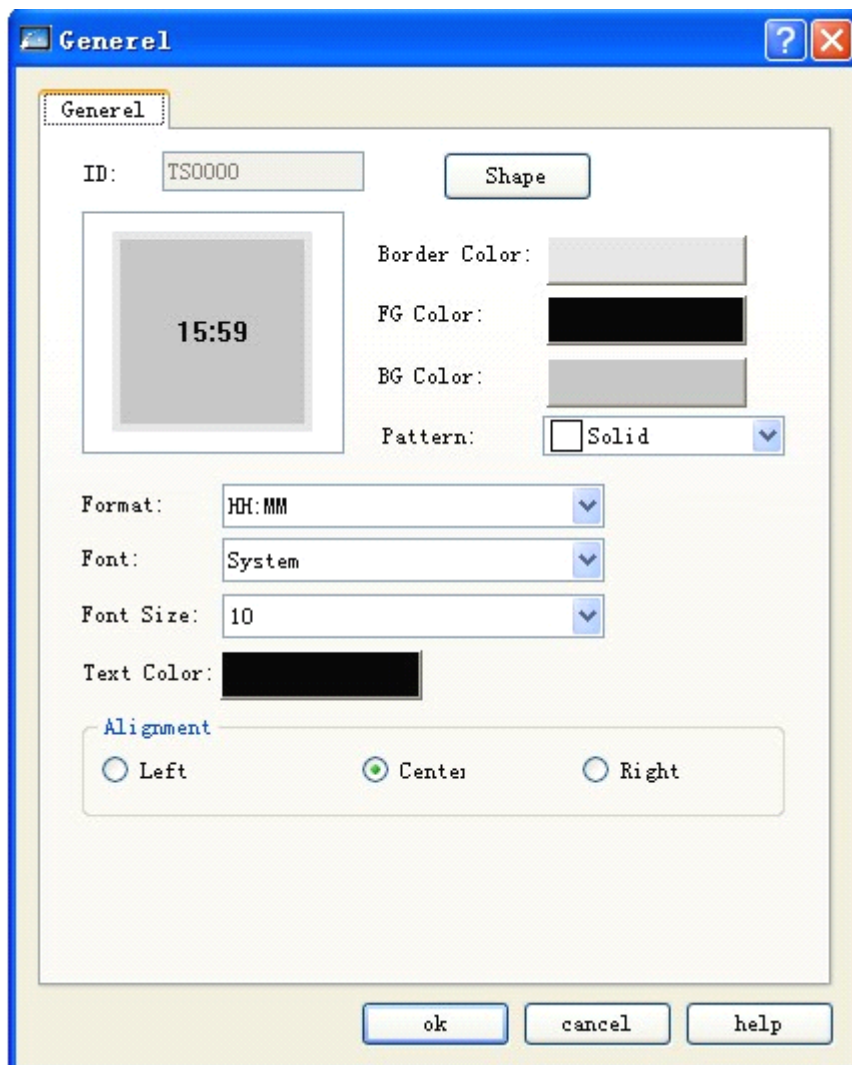 Generel
Generel
ID: TS0000 Shape
15:59
Border Color:
FG Color:
BG Color:
Pattern: Solid
Format: HH:MM
Font: System
Font Size: 10
Text Color:
Alignment
Left Center Right
ok cancel help